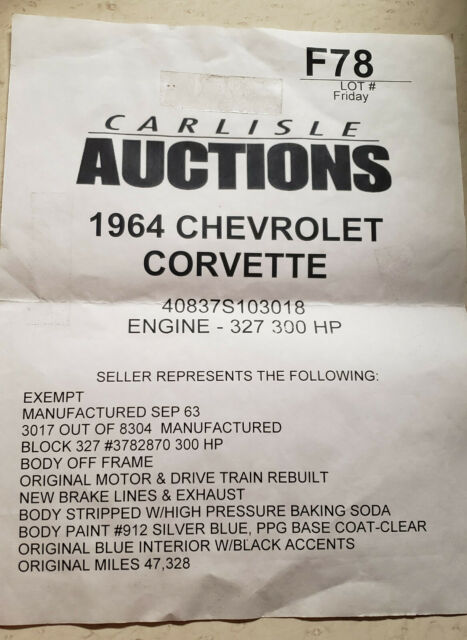 F78
LOT #
Friday
CARLISLE
AUCTIONS
1964 CHEVROLET
CORVETTE
40837S103018
ENGINE - 327 300 HP
SELLER REPRESENTS THE FOLLOWING:
EXEMPT
MANUFACTURED SEP 63
3017 OUT OF 8304 MANUFACTURED
BLOCK 327 #3782870 300 HP
BODY OFF FRAME
ORIGINAL MOTOR & DRIVE TRAIN REBUILT
NEW BRAKE LINES & EXHAUST
BODY STRIPPED W/HIGH PRESSURE BAKING SODA
BODY PAINT #912 SILVER BLUE, PPG BASE COAT-CLEAR
ORIGINAL BLUE INTERIOR W/BLACK ACCENTS
ORIGINAL MILES 47,328